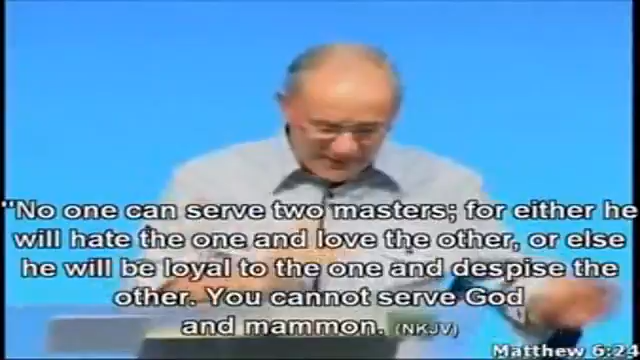 "No one can serve two masters; for either he
will hate the one and love the other, or else
he will be loyal to the one and despise the
other. You cannot serve God
and mammon. (NKJV)
Matthew 6:24